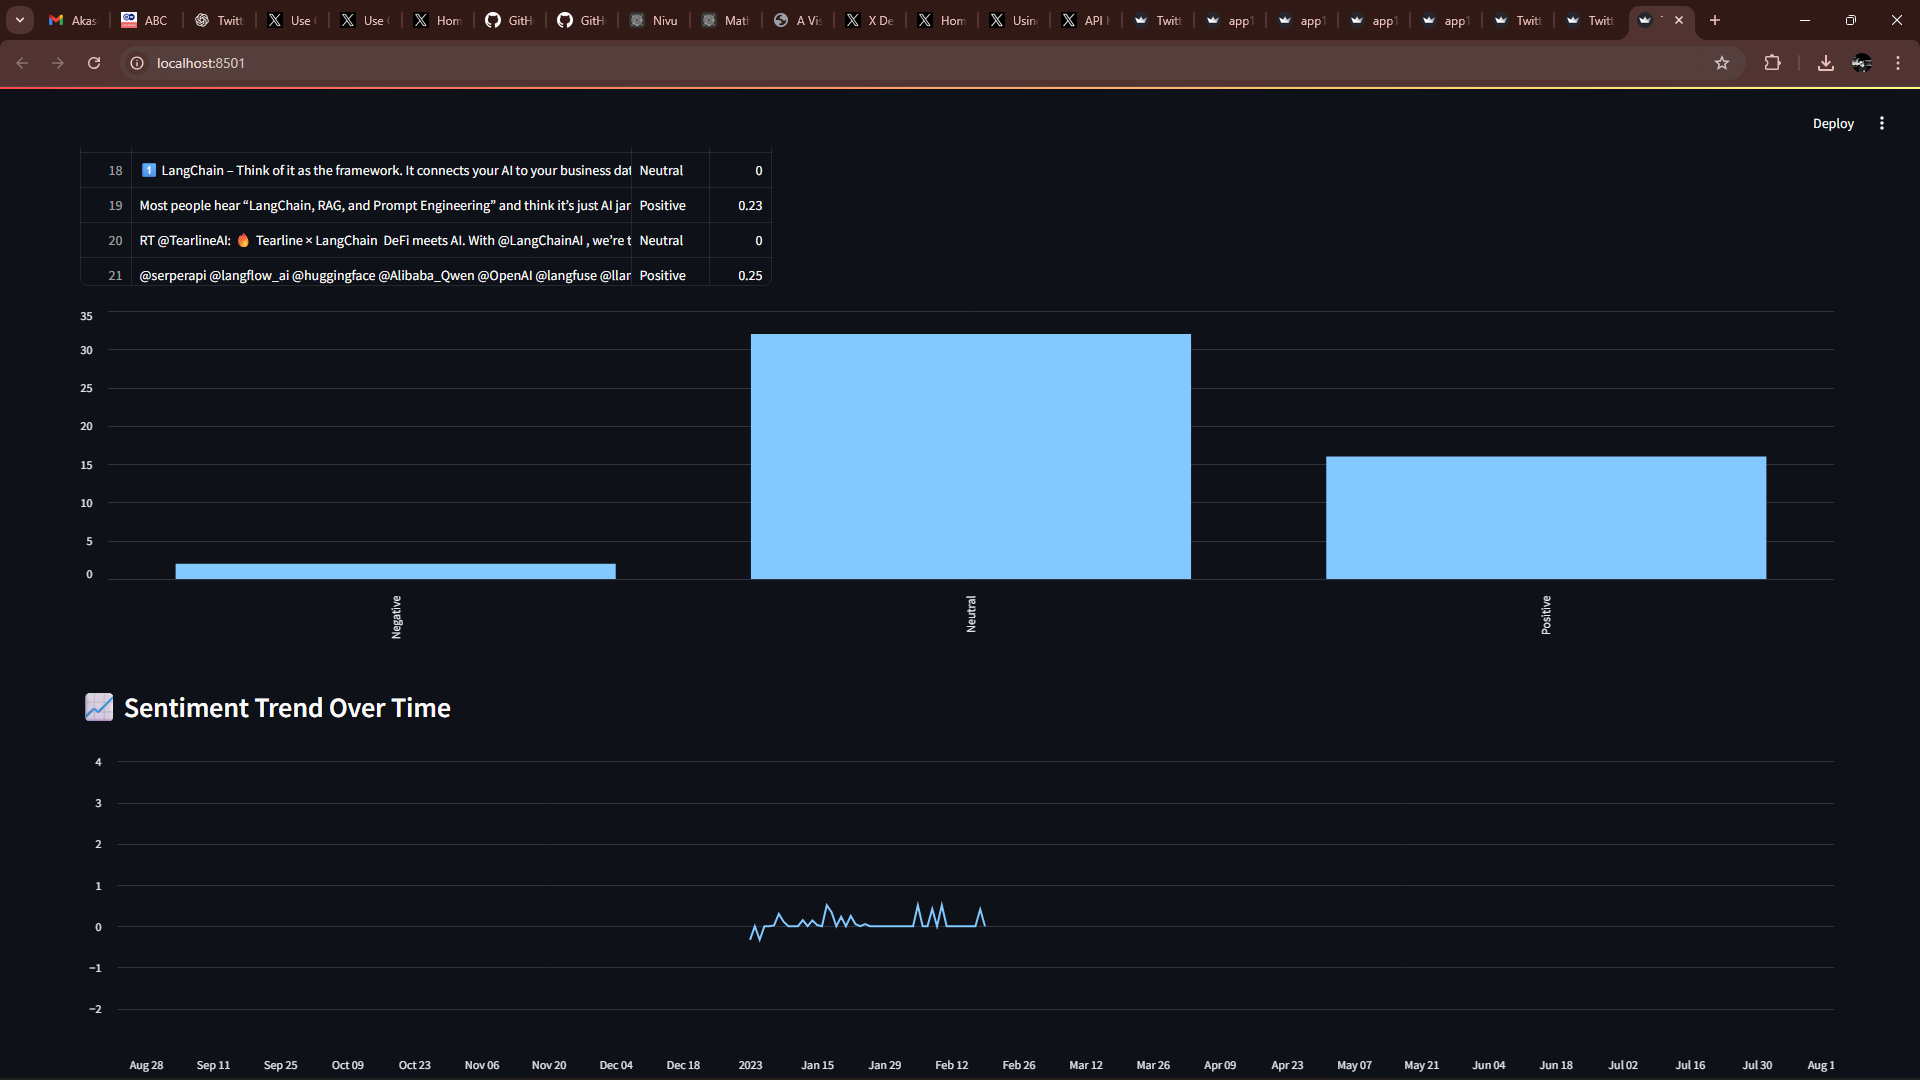 Akas
ABC
Twitt
Use
Use
Hom
GitH
GitH
Nivu
Mat
A Vis
X De
Hom
Usin
API
Twitt
app1
app1
app1
app1
Twitt
Twitt
localhost:8501
Deploy
18 1 LangChain – Think of it as the framework. It connects your AI to your business dat Neutral 0
19 Most people hear “LangChain, RAG, and Prompt Engineering” and think it’s just AI jar Positive 0.23
20 RT @TearlineAI: 🔥 Tearline × LangChain DeFi meets AI. With @LangChainAI , we’re t Neutral 0
21 @serperapi @langflow_ai @huggingface @Alibaba_Qwen @OpenAI @langfuse @llar Positive 0.25
35
30
25
20
15
10
5
0
Negative
Neutral
Positive
Sentiment Trend Over Time
4
3
2
1
0
−1
−2
Aug 28 Sep 11 Sep 25 Oct 09 Oct 23 Nov 06 Nov 20 Dec 04 Dec 18 2023 Jan 15 Jan 29 Feb 12 Feb 26 Mar 12 Mar 26 Apr 09 Apr 23 May 07 May 21 Jun 04 Jun 18 Jul 02 Jul 16 Jul 30 Aug 1